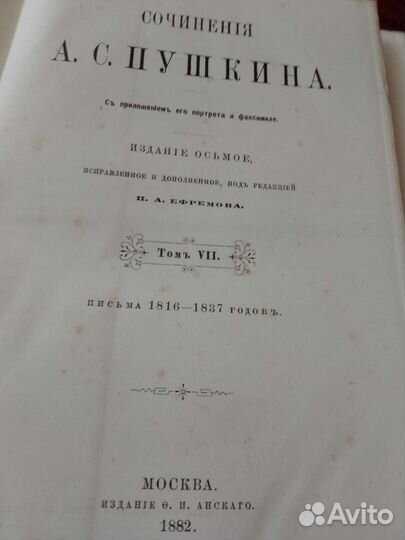 СОЧИНЕНІЯ
А. С. ПУШКИНА.
Съ приложеніемъ его портрета и факсимиле.
ИЗДАНІЕ ОСЬМОЕ,
ИСПРАВЛЕННОЕ И ДОПОЛНЕННОЕ, ПОДЪ РЕДАКЦІЕЙ
П. А. ЕФРЕМОВА.
Томъ VII.
ПИСЬМА 1816—1837 ГОДОВЪ.
МОСКВА.
ИЗДАНІЕ Ѳ. И. АНСКАГО.
1882.
Avito